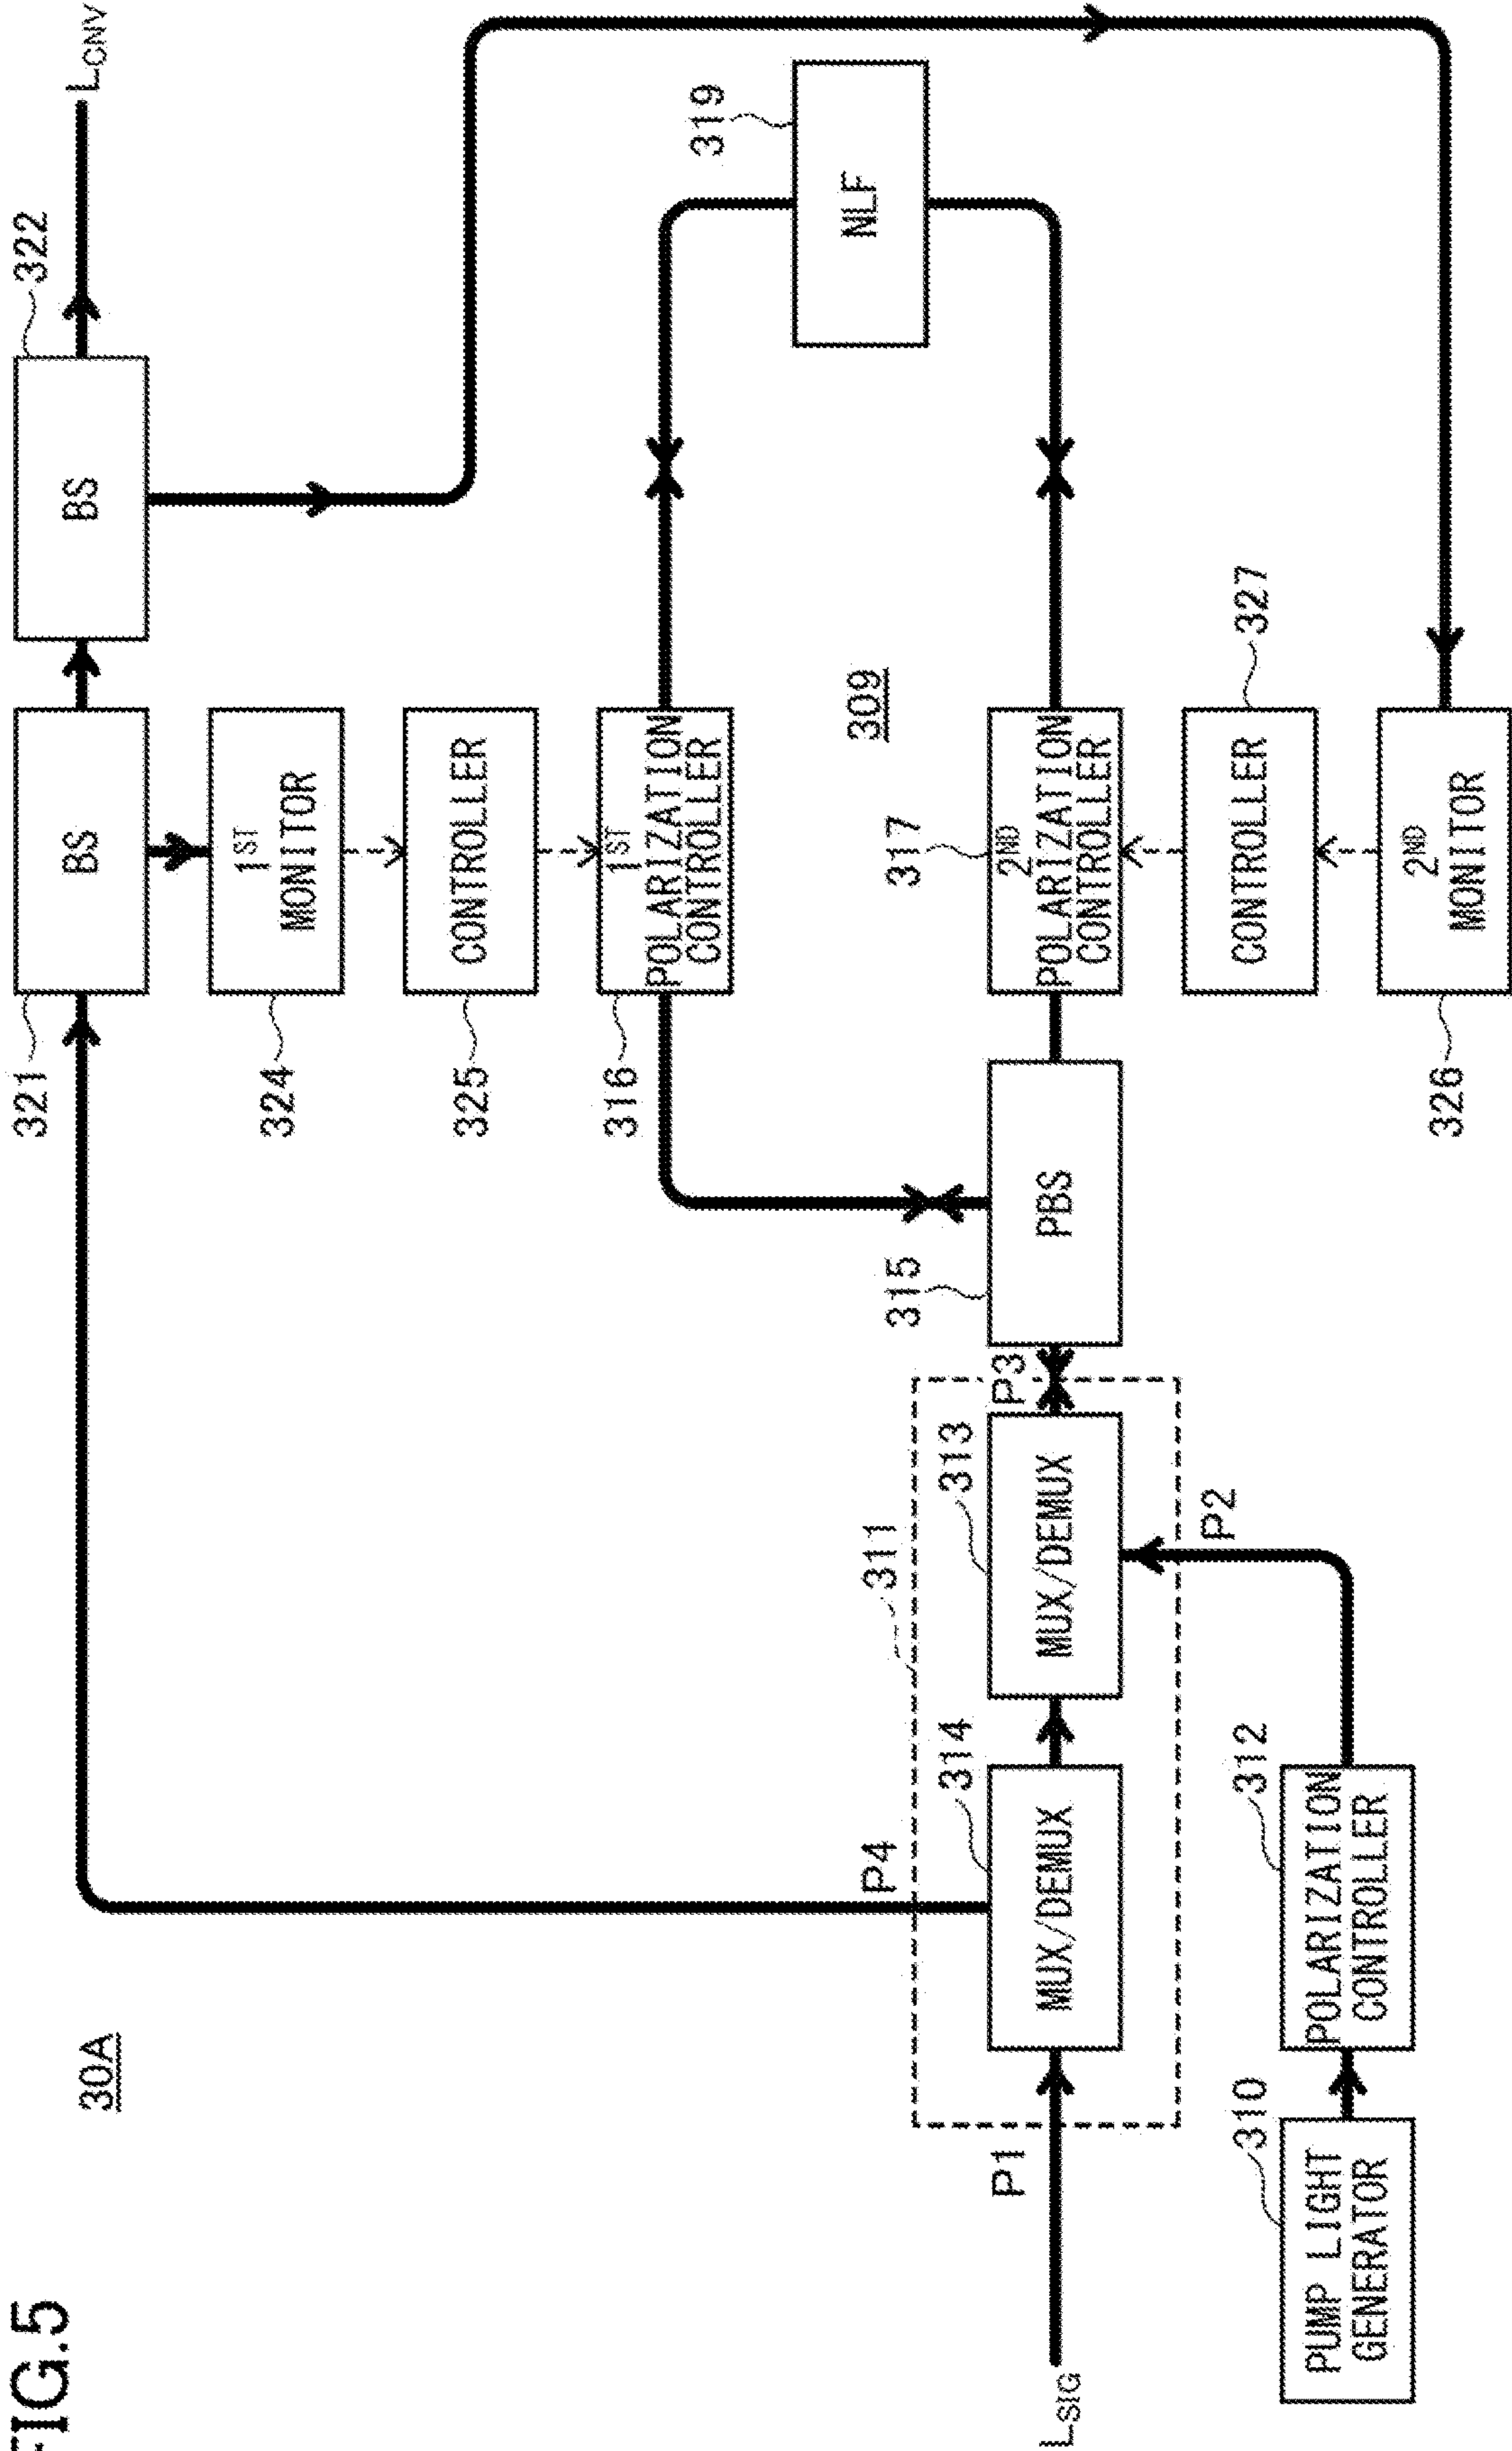 FIG.5
30A
L_CNV
322
BS
321
BS
324
1ST
MONITOR
325
CONTROLLER
316
1ST
POLARIZATION
CONTROLLER
319
NLF
309
317
2ND
POLARIZATION
CONTROLLER
327
CONTROLLER
326
2ND
MONITOR
315
PBS
P3
311
313
MUX/DEMUX
314
MUX/DEMUX
P4
P1
P2
L_SIG
312
POLARIZATION
CONTROLLER
310
PUMP LIGHT
GENERATOR